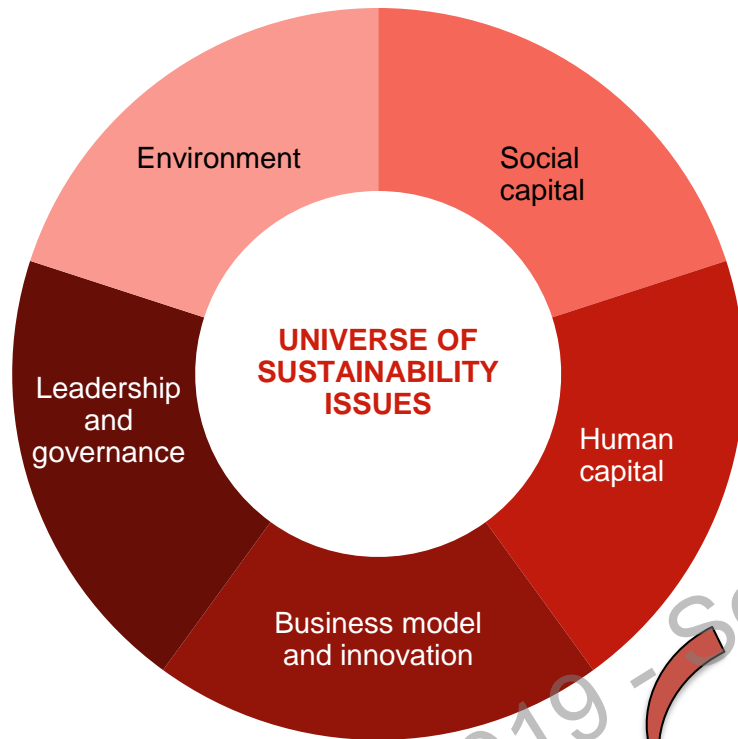 Environment
Social
capital
UNIVERSE OF
SUSTAINABILITY
ISSUES
Leadership
and
governance
Human
capital
Business model
and innovation